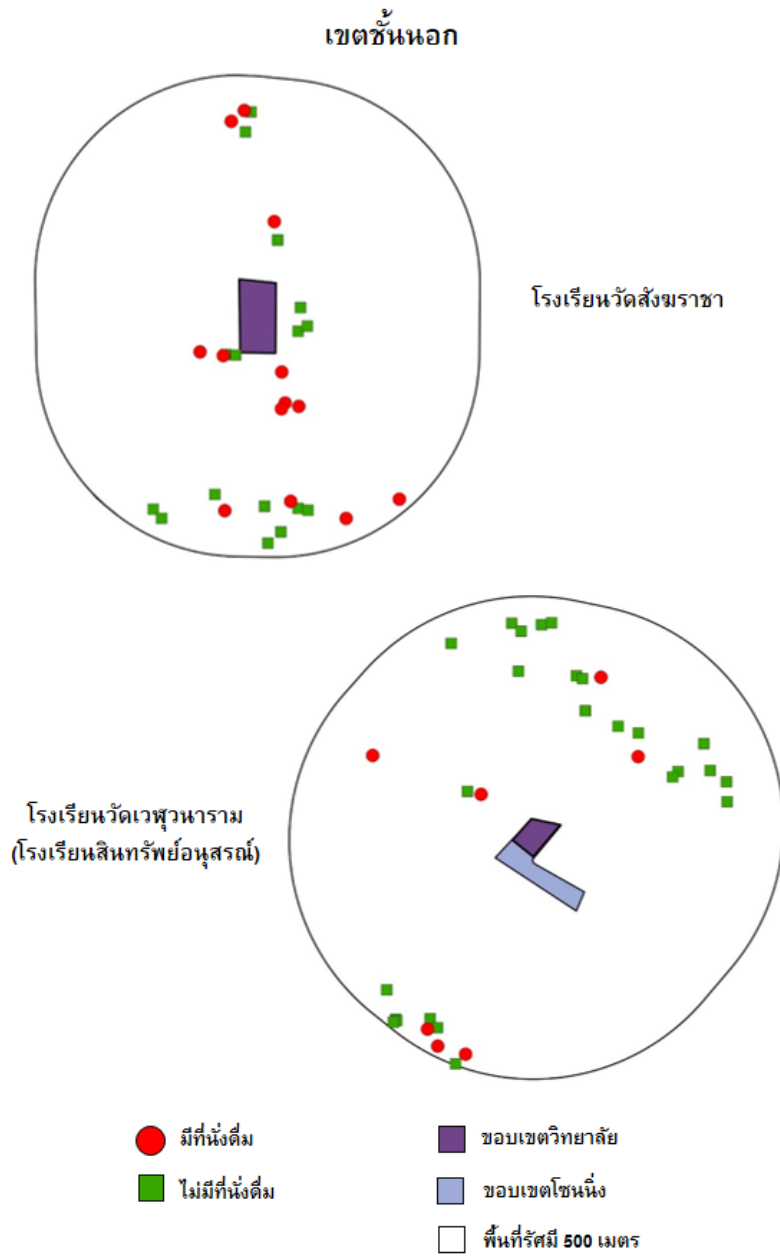 เขตชั้นนอก
โรงเรียนวัดสังฆราชา
โรงเรียนวัดเวฬุวนาราม
(โรงเรียนสินทรัพย์อนุสรณ์)
มีที่นั่งดื่ม
ไม่มีที่นั่งดื่ม
ขอบเขตวิทยาลัย
ขอบเขตโซนนิ่ง
พื้นที่รัศมี 500 เมตร